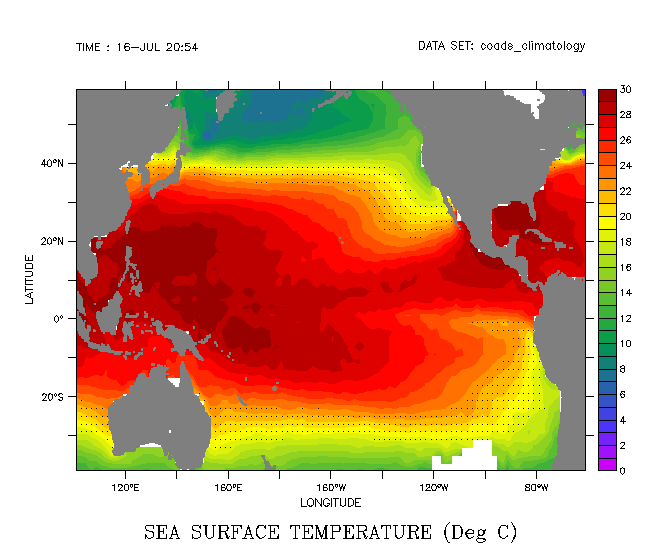 TIME : 16-JUL 20:54
DATA SET: coads_climatology
30
28
26
24
22
20
18
16
14
12
10
8
6
4
2
0
40°N
20°N
0°
20°S
LATITUDE
120°E 160°E 160°W 120°W 80°W
LONGITUDE
SEA SURFACE TEMPERATURE (Deg C)